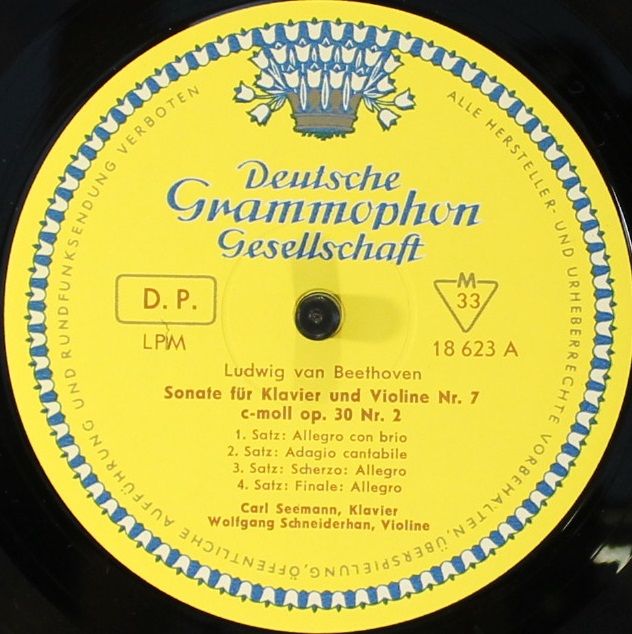 Deutsche
Grammophon
Gesellschaft
D. P.
LPM
M
33
18 623 A
Ludwig van Beethoven
Sonate für Klavier und Violine Nr. 7
c-moll op. 30 Nr. 2
1. Satz: Allegro con brio
2. Satz: Adagio cantabile
3. Satz: Scherzo: Allegro
4. Satz: Finale: Allegro
Carl Seemann, Klavier
Wolfgang Schneiderhan, Violine
ALLE HERSTELLER- UND URHEBERRECHTE VORBEHALTEN, ÜBERSPIELUNG, ÖFFENTLICHE AUFFÜHRUNG UND RUNDFUNKSENDUNG VERBOTEN